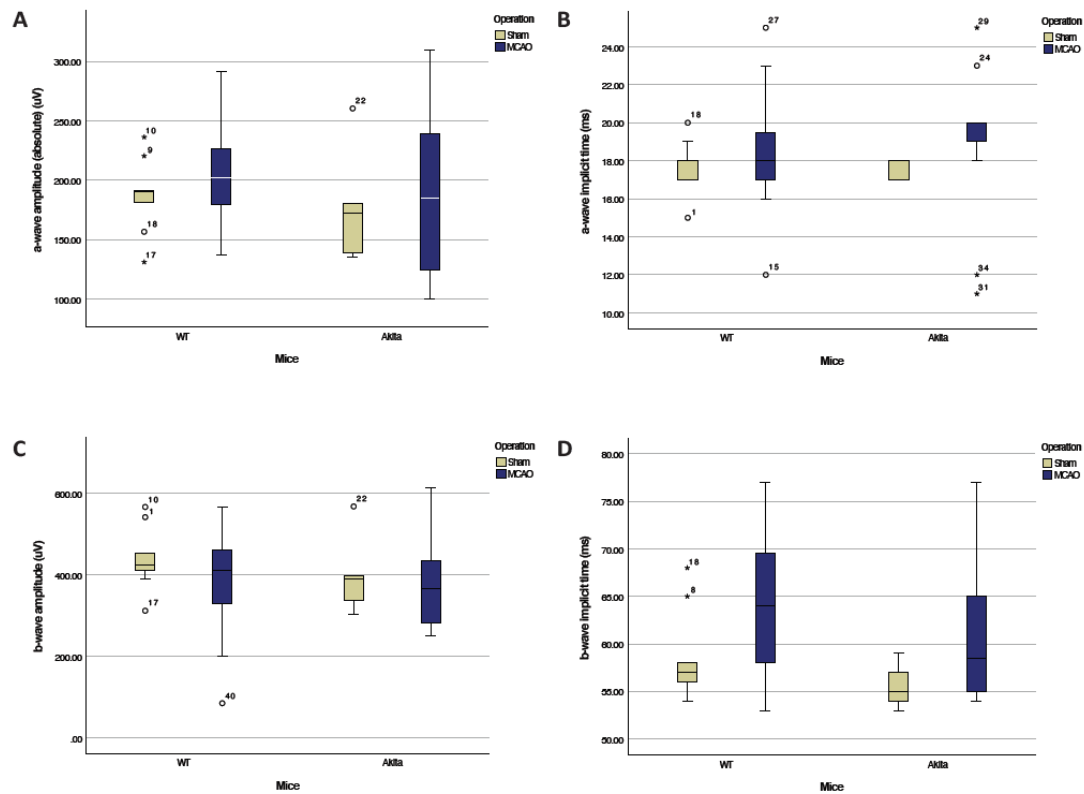 A
Operation
Sham
MCAO
a-wave amplitude (absolute) (uV)
300.00
250.00
200.00
150.00
100.00
10
9
18
17
22
WT
Akita
Mice
B
Operation
Sham
MCAO
a-wave implicit time (ms)
24.00
22.00
20.00
18.00
16.00
14.00
12.00
10.00
18
1
27
15
29
24
34
31
WT
Akita
Mice
C
Operation
Sham
MCAO
b-wave amplitude (uV)
600.00
400.00
200.00
.00
10
1
17
40
22
WT
Akita
Mice
D
Operation
Sham
MCAO
b-wave implicit time (ms)
80.00
75.00
70.00
65.00
60.00
55.00
50.00
18
8
WT
Akita
Mice